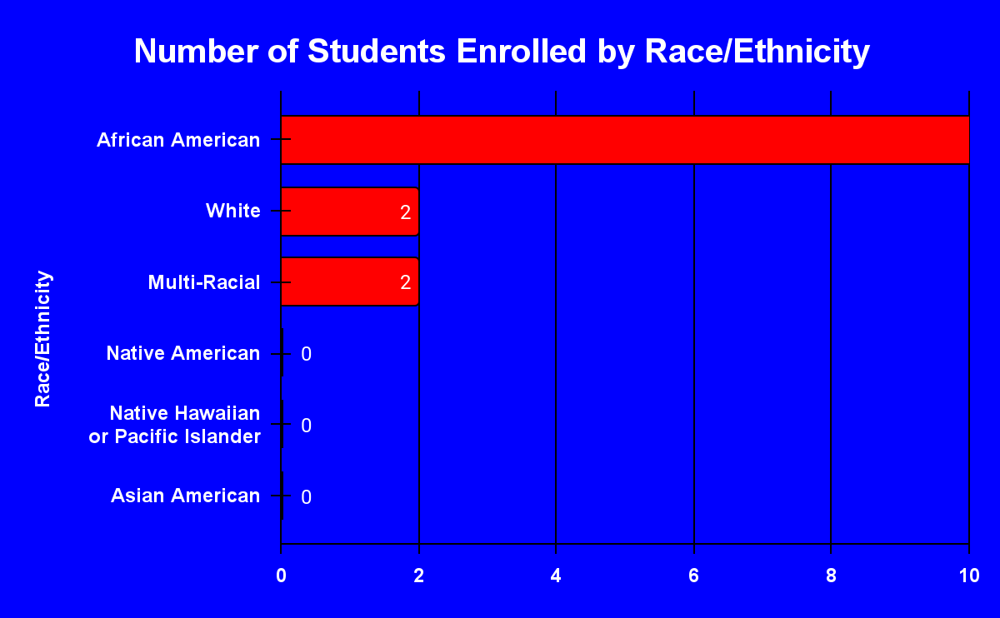 Number of Students Enrolled by Race/Ethnicity
Race/Ethnicity
African American
White
2
Multi-Racial
2
Native American
0
Native Hawaiian
or Pacific Islander
0
Asian American
0
0 2 4 6 8 10